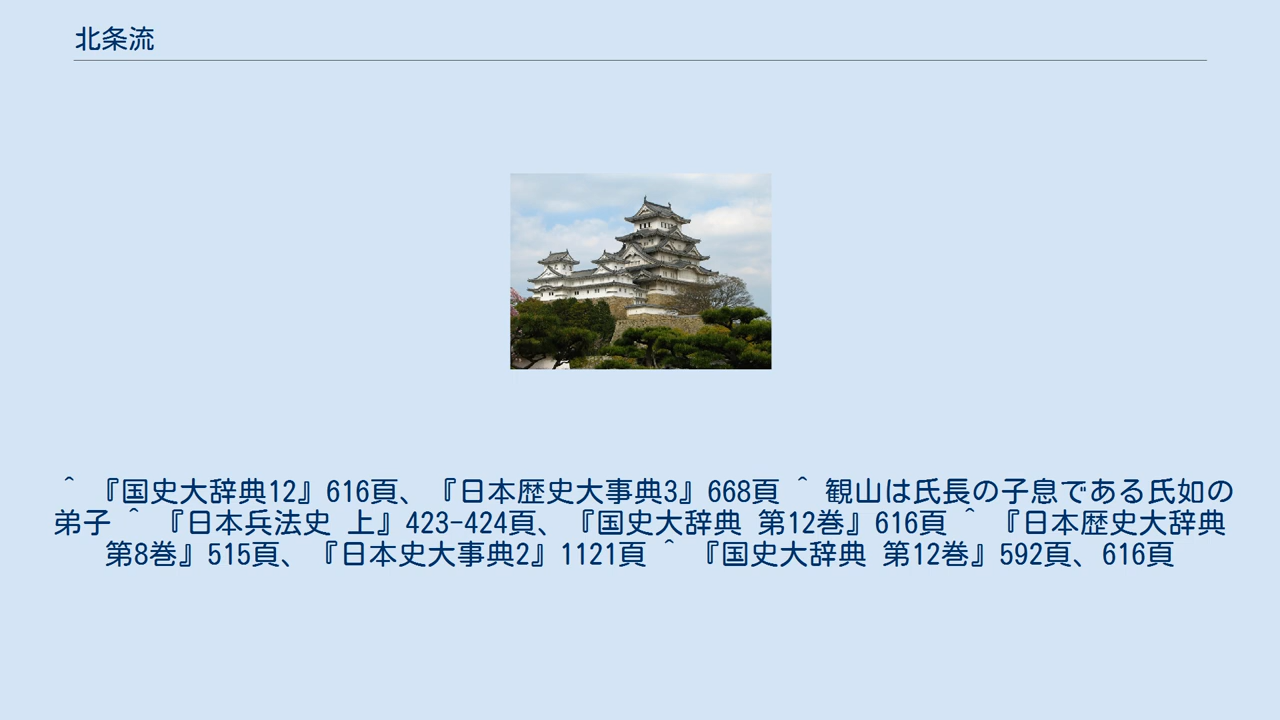 北条流
^ 『国史大辞典12』616頁、『日本歴史大事典3』668頁 ^ 観山は氏長の子息である氏如の
弟子 ^ 『日本兵法史 上』423-424頁、『国史大辞典 第12巻』616頁 ^ 『日本歴史大辞典
第8巻』515頁、『日本史大事典2』1121頁 ^ 『国史大辞典 第12巻』592頁、616頁